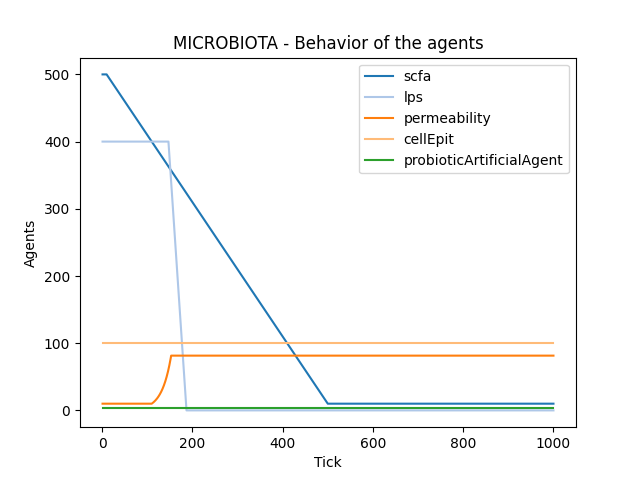 MICROBIOTA - Behavior of the agents
500
400
300
200
100
0
Agents
scfa
lps
permeability
cellEpit
probioticArtificialAgent
0 200 400 600 800 1000
Tick